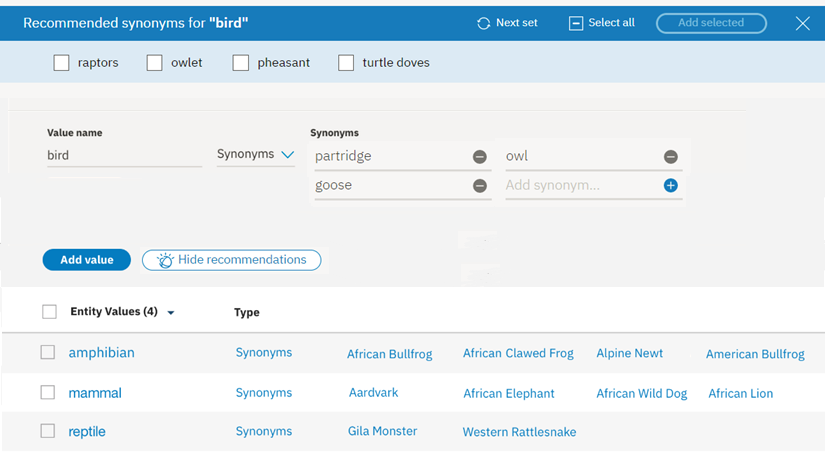 Recommended synonyms for "bird" Next set Select all Add selected
raptors owlet pheasant turtle doves
Value name Synonyms
bird Synonyms partridge owl
goose Add synonym...
Add value Hide recommendations
Entity Values (4) Type
amphibian Synonyms African Bullfrog African Clawed Frog Alpine Newt American Bullfrog
mammal Synonyms Aardvark African Elephant African Wild Dog African Lion
reptile Synonyms Gila Monster Western Rattlesnake